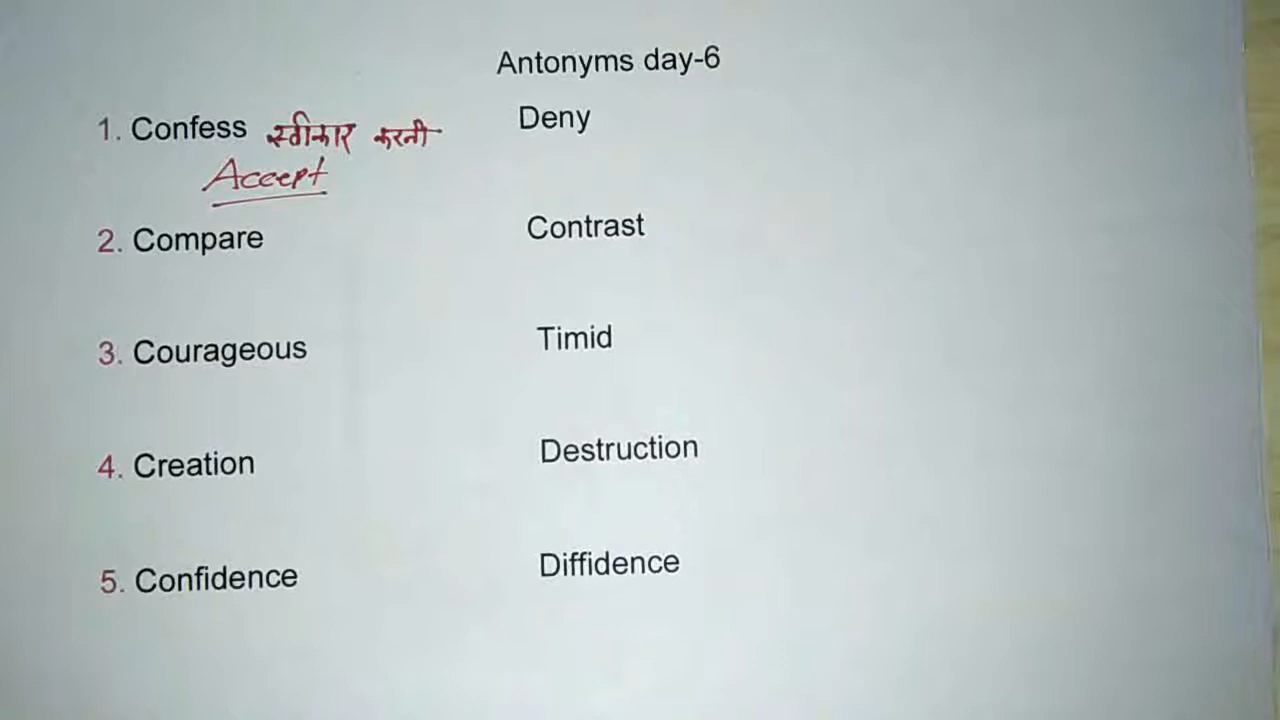 Antonyms day-6
1. Confess स्वीकार करनी Deny
Accept
2. Compare Contrast
3. Courageous Timid
4. Creation Destruction
5. Confidence Diffidence